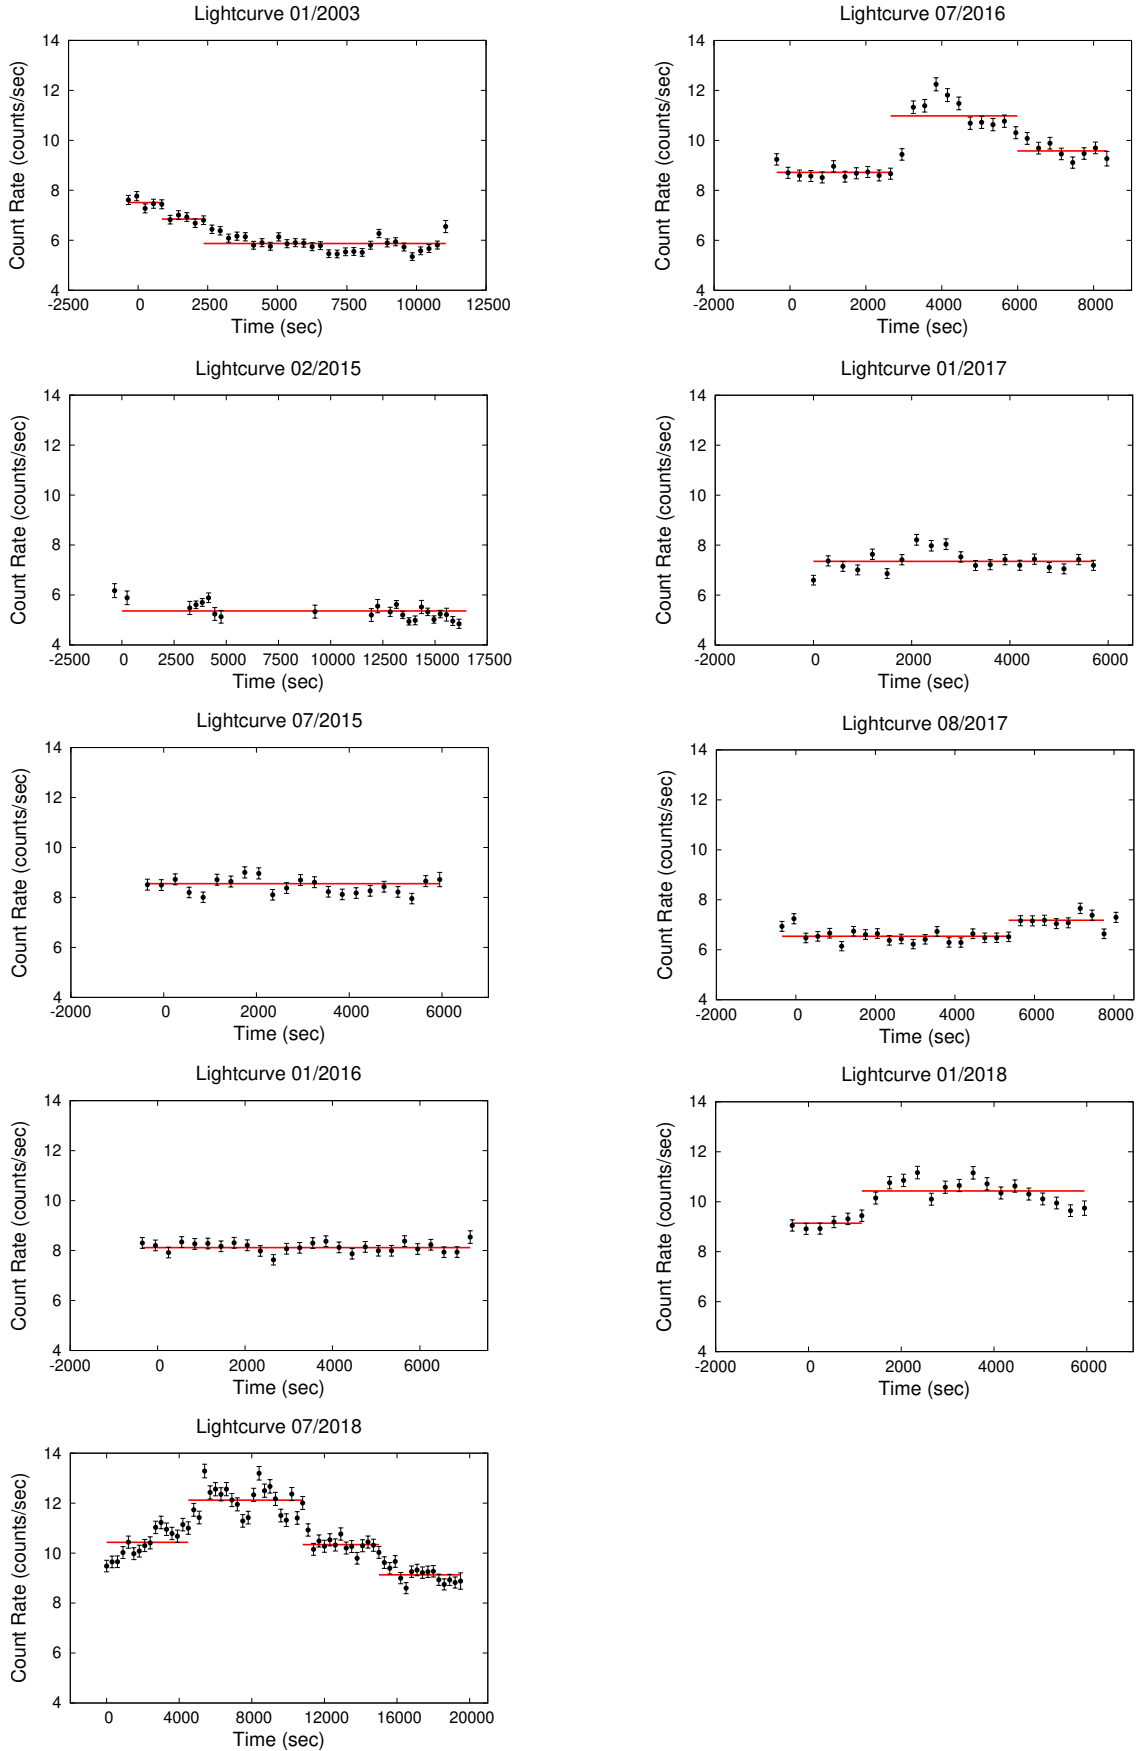 Lightcurve 01/2003
14
12
10
8
6
4
Count Rate (counts/sec)
-2500 0 2500 5000 7500 10000 12500
Time (sec)
Lightcurve 07/2016
14
12
10
8
6
4
Count Rate (counts/sec)
-2000 0 2000 4000 6000 8000
Time (sec)
Lightcurve 02/2015
14
12
10
8
6
4
Count Rate (counts/sec)
-2500 0 2500 5000 7500 10000 12500 15000 17500
Time (sec)
Lightcurve 01/2017
14
12
10
8
6
4
Count Rate (counts/sec)
-2000 0 2000 4000 6000
Time (sec)
Lightcurve 07/2015
14
12
10
8
6
4
Count Rate (counts/sec)
-2000 0 2000 4000 6000
Time (sec)
Lightcurve 08/2017
14
12
10
8
6
4
Count Rate (counts/sec)
-2000 0 2000 4000 6000 8000
Time (sec)
Lightcurve 01/2016
14
12
10
8
6
4
Count Rate (counts/sec)
-2000 0 2000 4000 6000
Time (sec)
Lightcurve 01/2018
14
12
10
8
6
4
Count Rate (counts/sec)
-2000 0 2000 4000 6000
Time (sec)
Lightcurve 07/2018
14
12
10
8
6
4
Count Rate (counts/sec)
0 4000 8000 12000 16000 20000
Time (sec)